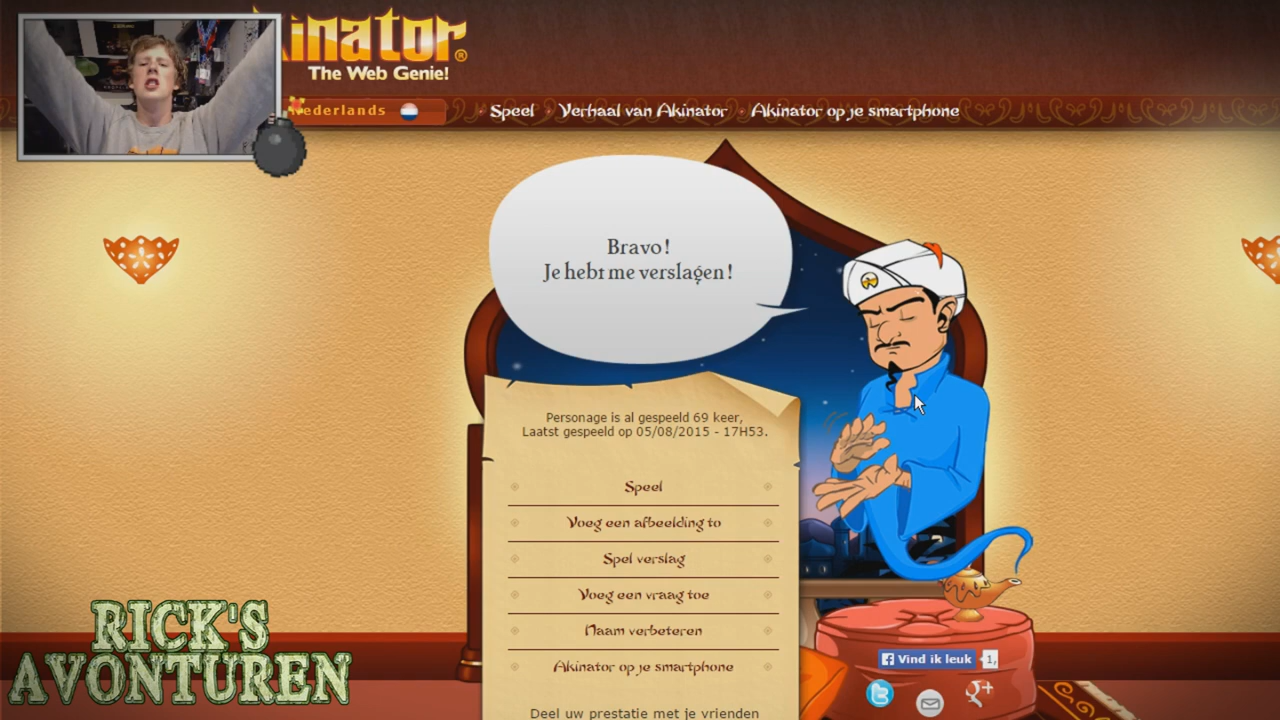 Akinator®
The Web Genie!
Nederlands
Speel
Verhaal van Akinator
Akinator op je smartphone
Bravo!
Je hebt me verslagen!
Personage is al gespeeld 69 keer,
Laatst gespeeld op 05/08/2015 - 17H53.
Speel
Voeg een afbeelding to
Spel verslag
Voeg een vraag toe
Naam verbeteren
Akinator op je smartphone
Deel uw prestatie met je vrienden
Vind ik leuk 1,
g+
RICK'S
AVONTUREN